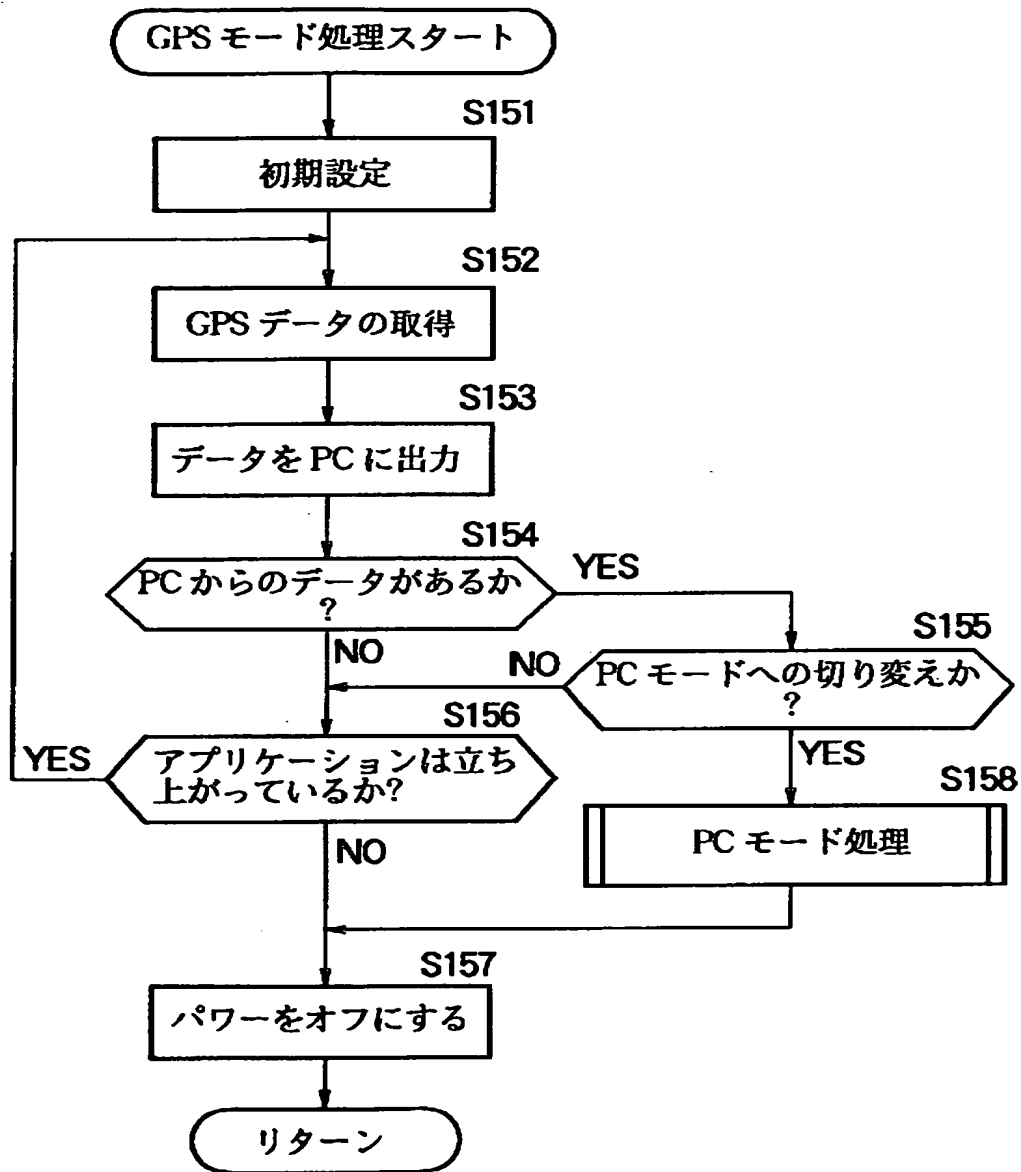 GPS モード処理スタート
S151
初期設定
S152
GPS データの取得
S153
データを PC に出力
S154
PC からのデータがあるか
?
YES
S155
NO
NO
PC モードへの切り変えか
?
S156
YES
アプリケーションは立ち
上がっているか?
YES
S158
NO
PC モード処理
S157
パワーをオフにする
リターン